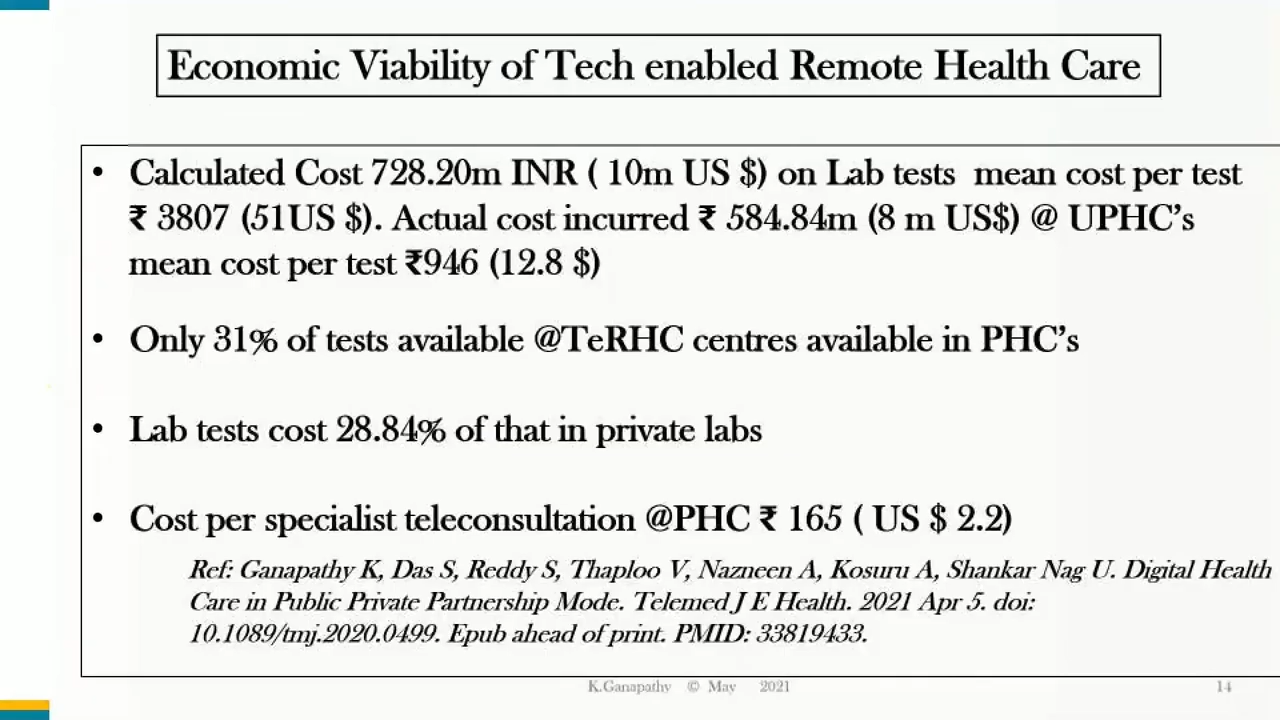 Economic Viability of Tech enabled Remote Health Care
• Calculated Cost 728.20m INR ( 10m US $) on Lab tests mean cost per test
₹ 3807 (51US $). Actual cost incurred ₹ 584.84m (8 m US$) @ UPHC's
mean cost per test ₹946 (12.8 $)
• Only 31% of tests available @TeRHC centres available in PHC's
• Lab tests cost 28.84% of that in private labs
• Cost per specialist teleconsultation @PHC ₹ 165 ( US $ 2.2)
Ref: Ganapathy K, Das S, Reddy S, Thaploo V, Nazneen A, Kosuru A, Shankar Nag U. Digital Health
Care in Public Private Partnership Mode. Telemed J E Health. 2021 Apr 5. doi:
10.1089/tmj.2020.0499. Epub ahead of print. PMID: 33819433.
K.Ganapathy © May 2021 14